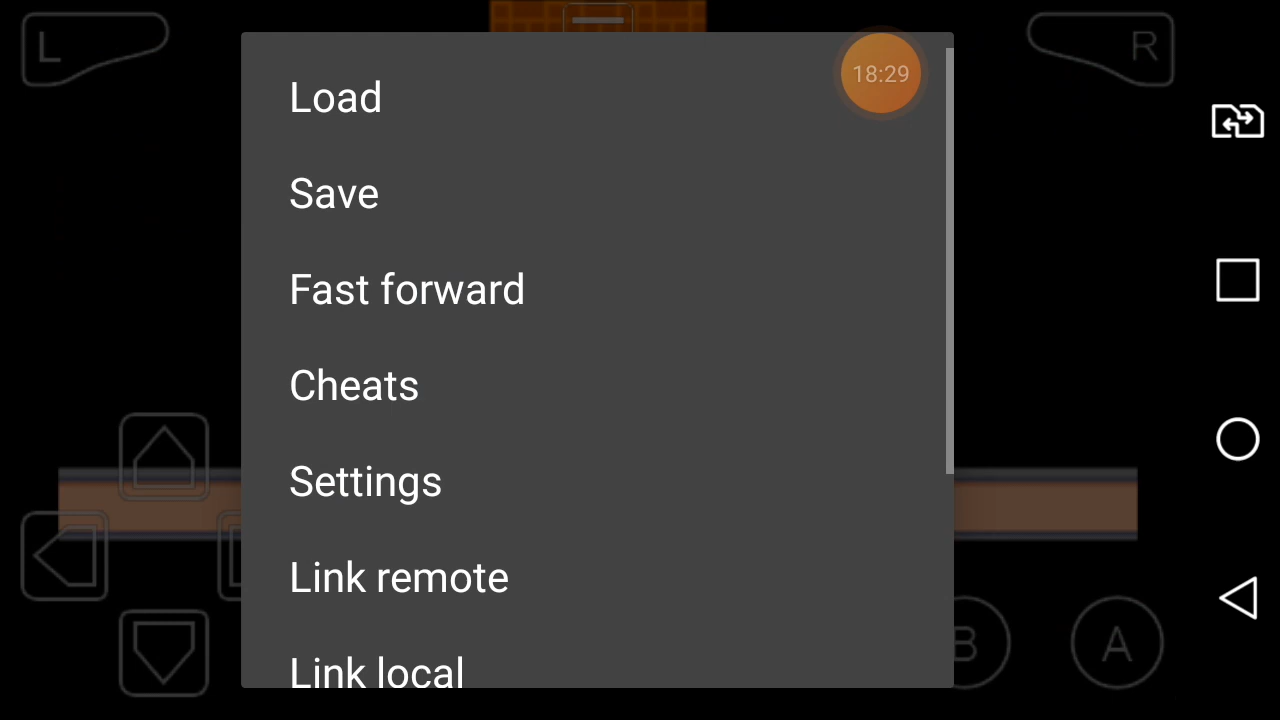 L
R
18:29
Load
Save
Fast forward
Cheats
Settings
Link remote
Link local
B
A